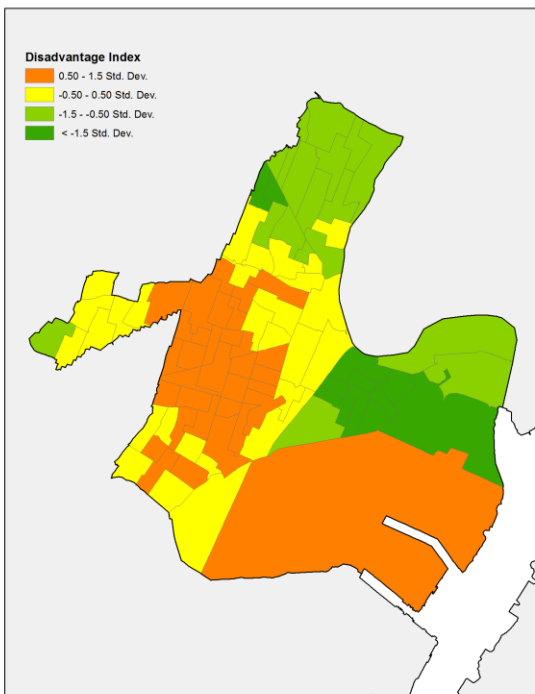 Disadvantage Index
0.50 - 1.5 Std. Dev.
-0.50 - 0.50 Std. Dev.
-1.5 - -0.50 Std. Dev.
< -1.5 Std. Dev.